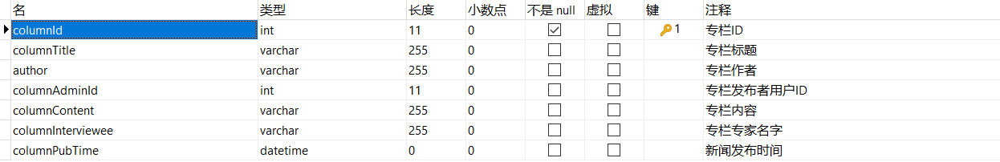 名 类型 长度 小数点 不是 null 虚拟 键 注释
columnId int 11 0 1 专栏ID
columnTitle varchar 255 0 专栏标题
author varchar 255 0 专栏作者
columnAdminId int 11 0 专栏发布者用户ID
columnContent varchar 255 0 专栏内容
columnInterviewee varchar 255 0 专栏专家名字
columnPubTime datetime 0 0 新闻发布时间